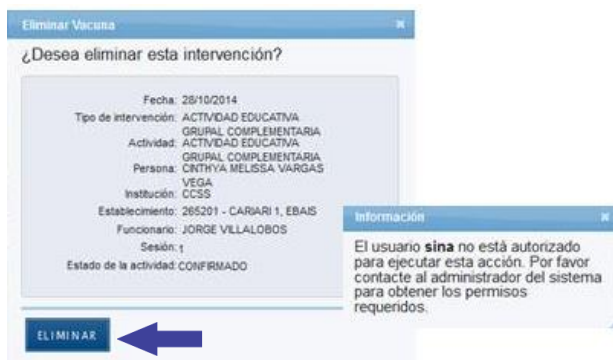 Eliminar Vacuna
¿Desea eliminar esta intervención?
Fecha: 28/10/2014
Tipo de intervención: ACTIVIDAD EDUCATIVA
GRUPAL COMPLEMENTARIA
Actividad: ACTIVIDAD EDUCATIVA
GRUPAL COMPLEMENTARIA
Persona: CINTHYA MELISSA VARGAS
VEGA
Institución: CCSS
Establecimiento: 265201 - CARIARI 1, EBAIS
Funcionario: JORGE VILLALOBOS
Sesión: 1
Estado de la actividad: CONFIRMADO
ELIMINAR
Información
El usuario sina no está autorizado
para ejecutar esta acción. Por favor
contacte al administrador del sistema
para obtener los permisos
requeridos.